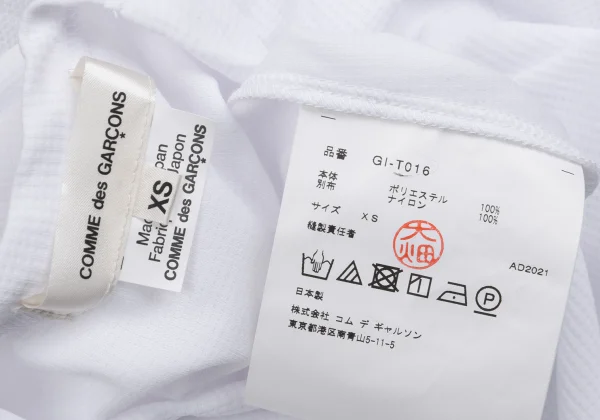 COMME des GARÇONS
XS
Made in Japan
Fabric Japan
COMME des GARÇONS
品番 GI-T016
本体 ポリエステル 100%
別布 ナイロン 100%
サイズ XS
縫製責任者
大畑
AD2021
P
日本製
株式会社 コム デ ギャルソン
東京都港区南青山5-11-5